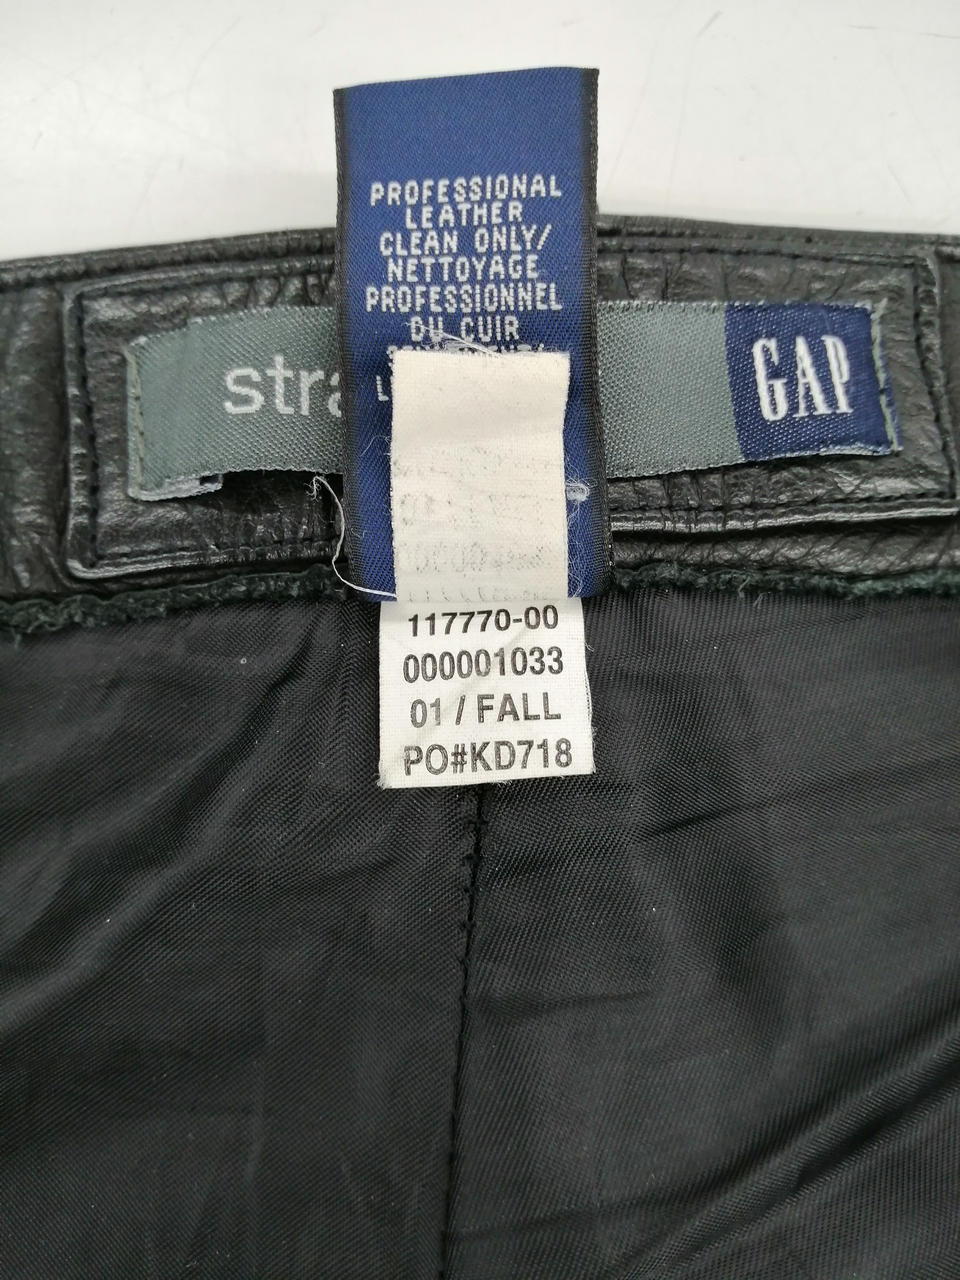 PROFESSIONAL
LEATHER
CLEAN ONLY/
NETTOYAGE
PROFESSIONNEL
DU CUIR
stra
GAP
117770-00
000001033
01 / FALL
PO#KD718